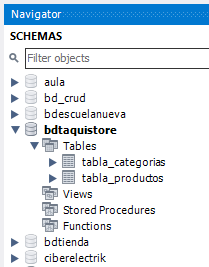 Navigator
SCHEMAS
Filter objects
aula
bd_crud
bdescuelanueva
bdtaquistore
Tables
tabla_categorias
tabla_productos
Views
Stored Procedures
Functions
bdtienda
ciberelectrik